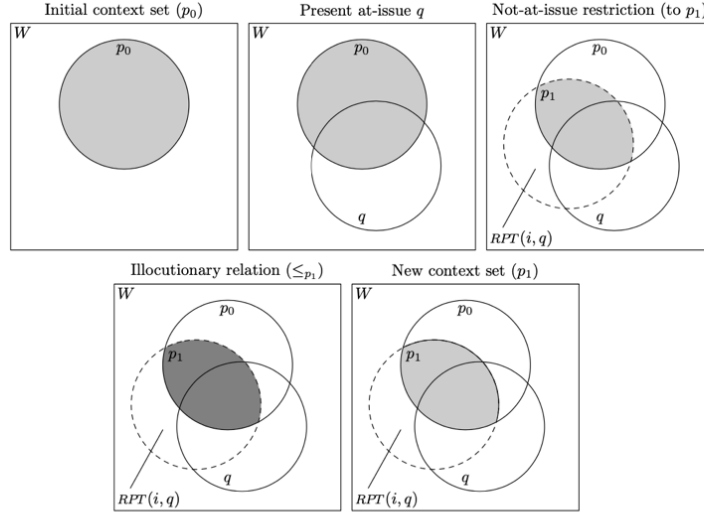 Initial context set (p₀)
Present at-issue q
Not-at-issue restriction (to p₁)
W
p₀
W
p₀
q
W
p₀
p₁
q
RPT(i, q)
Illocutionary relation (≤p₁)
New context set (p₁)
W
p₀
p₁
q
RPT(i, q)
W
p₀
p₁
q
RPT(i, q)